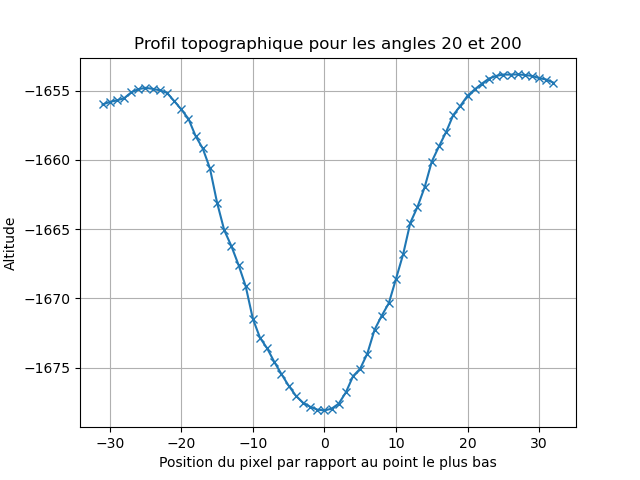 Profil topographique pour les angles 20 et 200
Altitude
−1655
−1660
−1665
−1670
−1675
−30 −20 −10 0 10 20 30
Position du pixel par rapport au point le plus bas